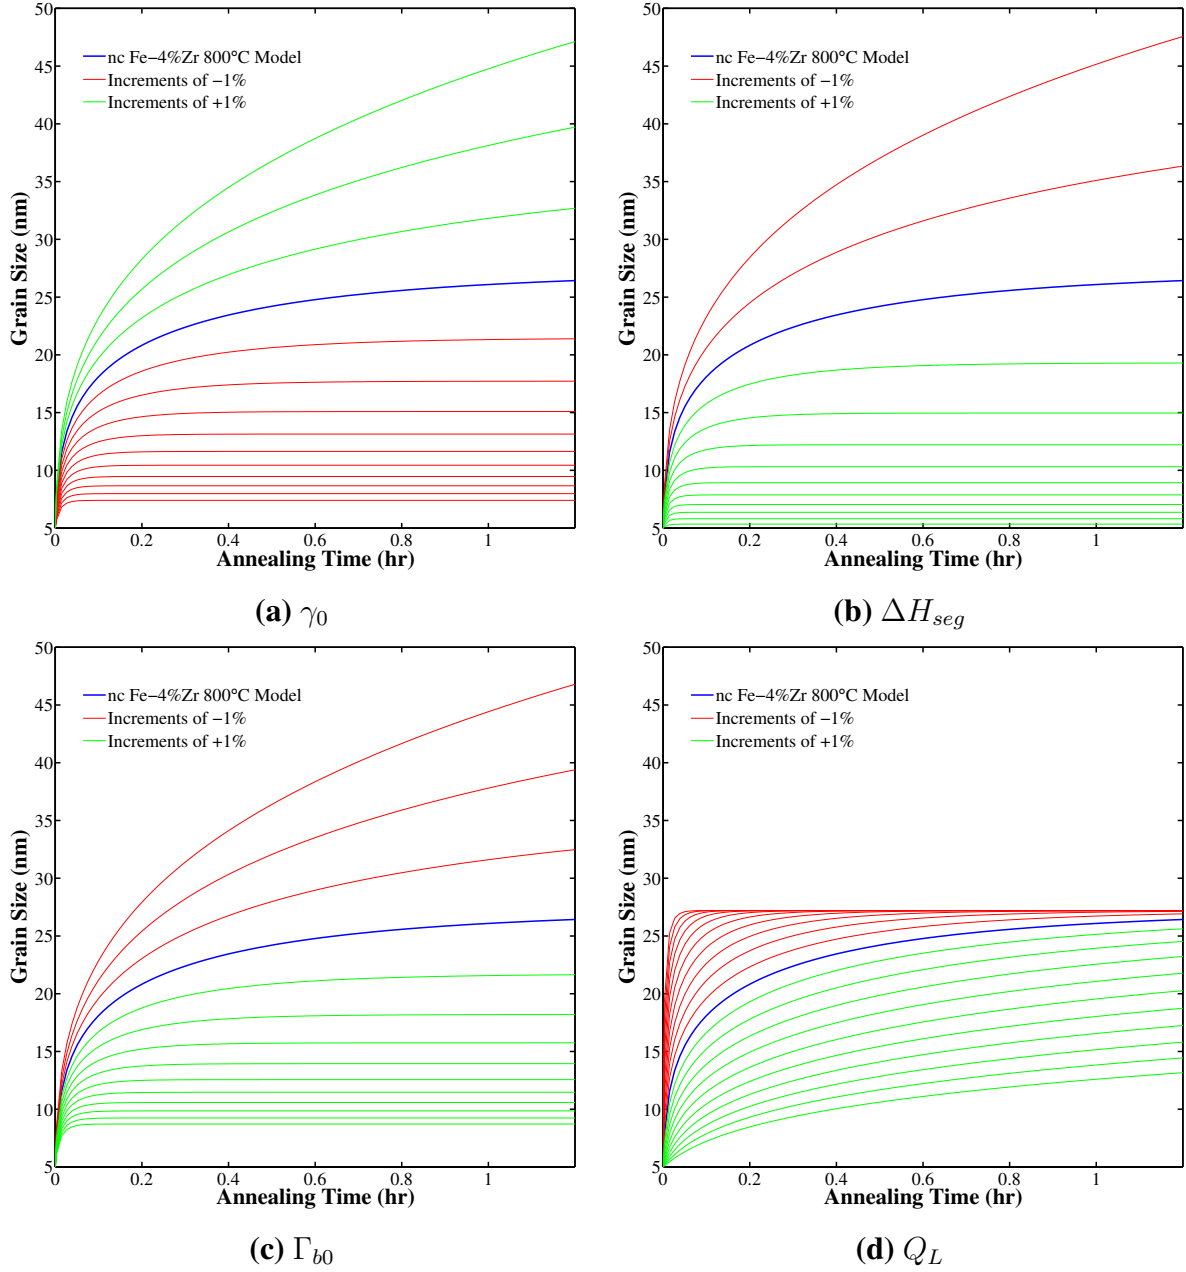 50
45
40
35
30
25
20
15
10
5
Grain Size (nm)
nc Fe−4%Zr 800°C Model
Increments of −1%
Increments of +1%
0 0.2 0.4 0.6 0.8 1
Annealing Time (hr)
(a) γ₀
50
45
40
35
30
25
20
15
10
5
Grain Size (nm)
nc Fe−4%Zr 800°C Model
Increments of −1%
Increments of +1%
0 0.2 0.4 0.6 0.8 1
Annealing Time (hr)
(b) ΔH_seg
50
45
40
35
30
25
20
15
10
5
Grain Size (nm)
nc Fe−4%Zr 800°C Model
Increments of −1%
Increments of +1%
0 0.2 0.4 0.6 0.8 1
Annealing Time (hr)
(c) Γ_b0
50
45
40
35
30
25
20
15
10
5
Grain Size (nm)
nc Fe−4%Zr 800°C Model
Increments of −1%
Increments of +1%
0 0.2 0.4 0.6 0.8 1
Annealing Time (hr)
(d) Q_L